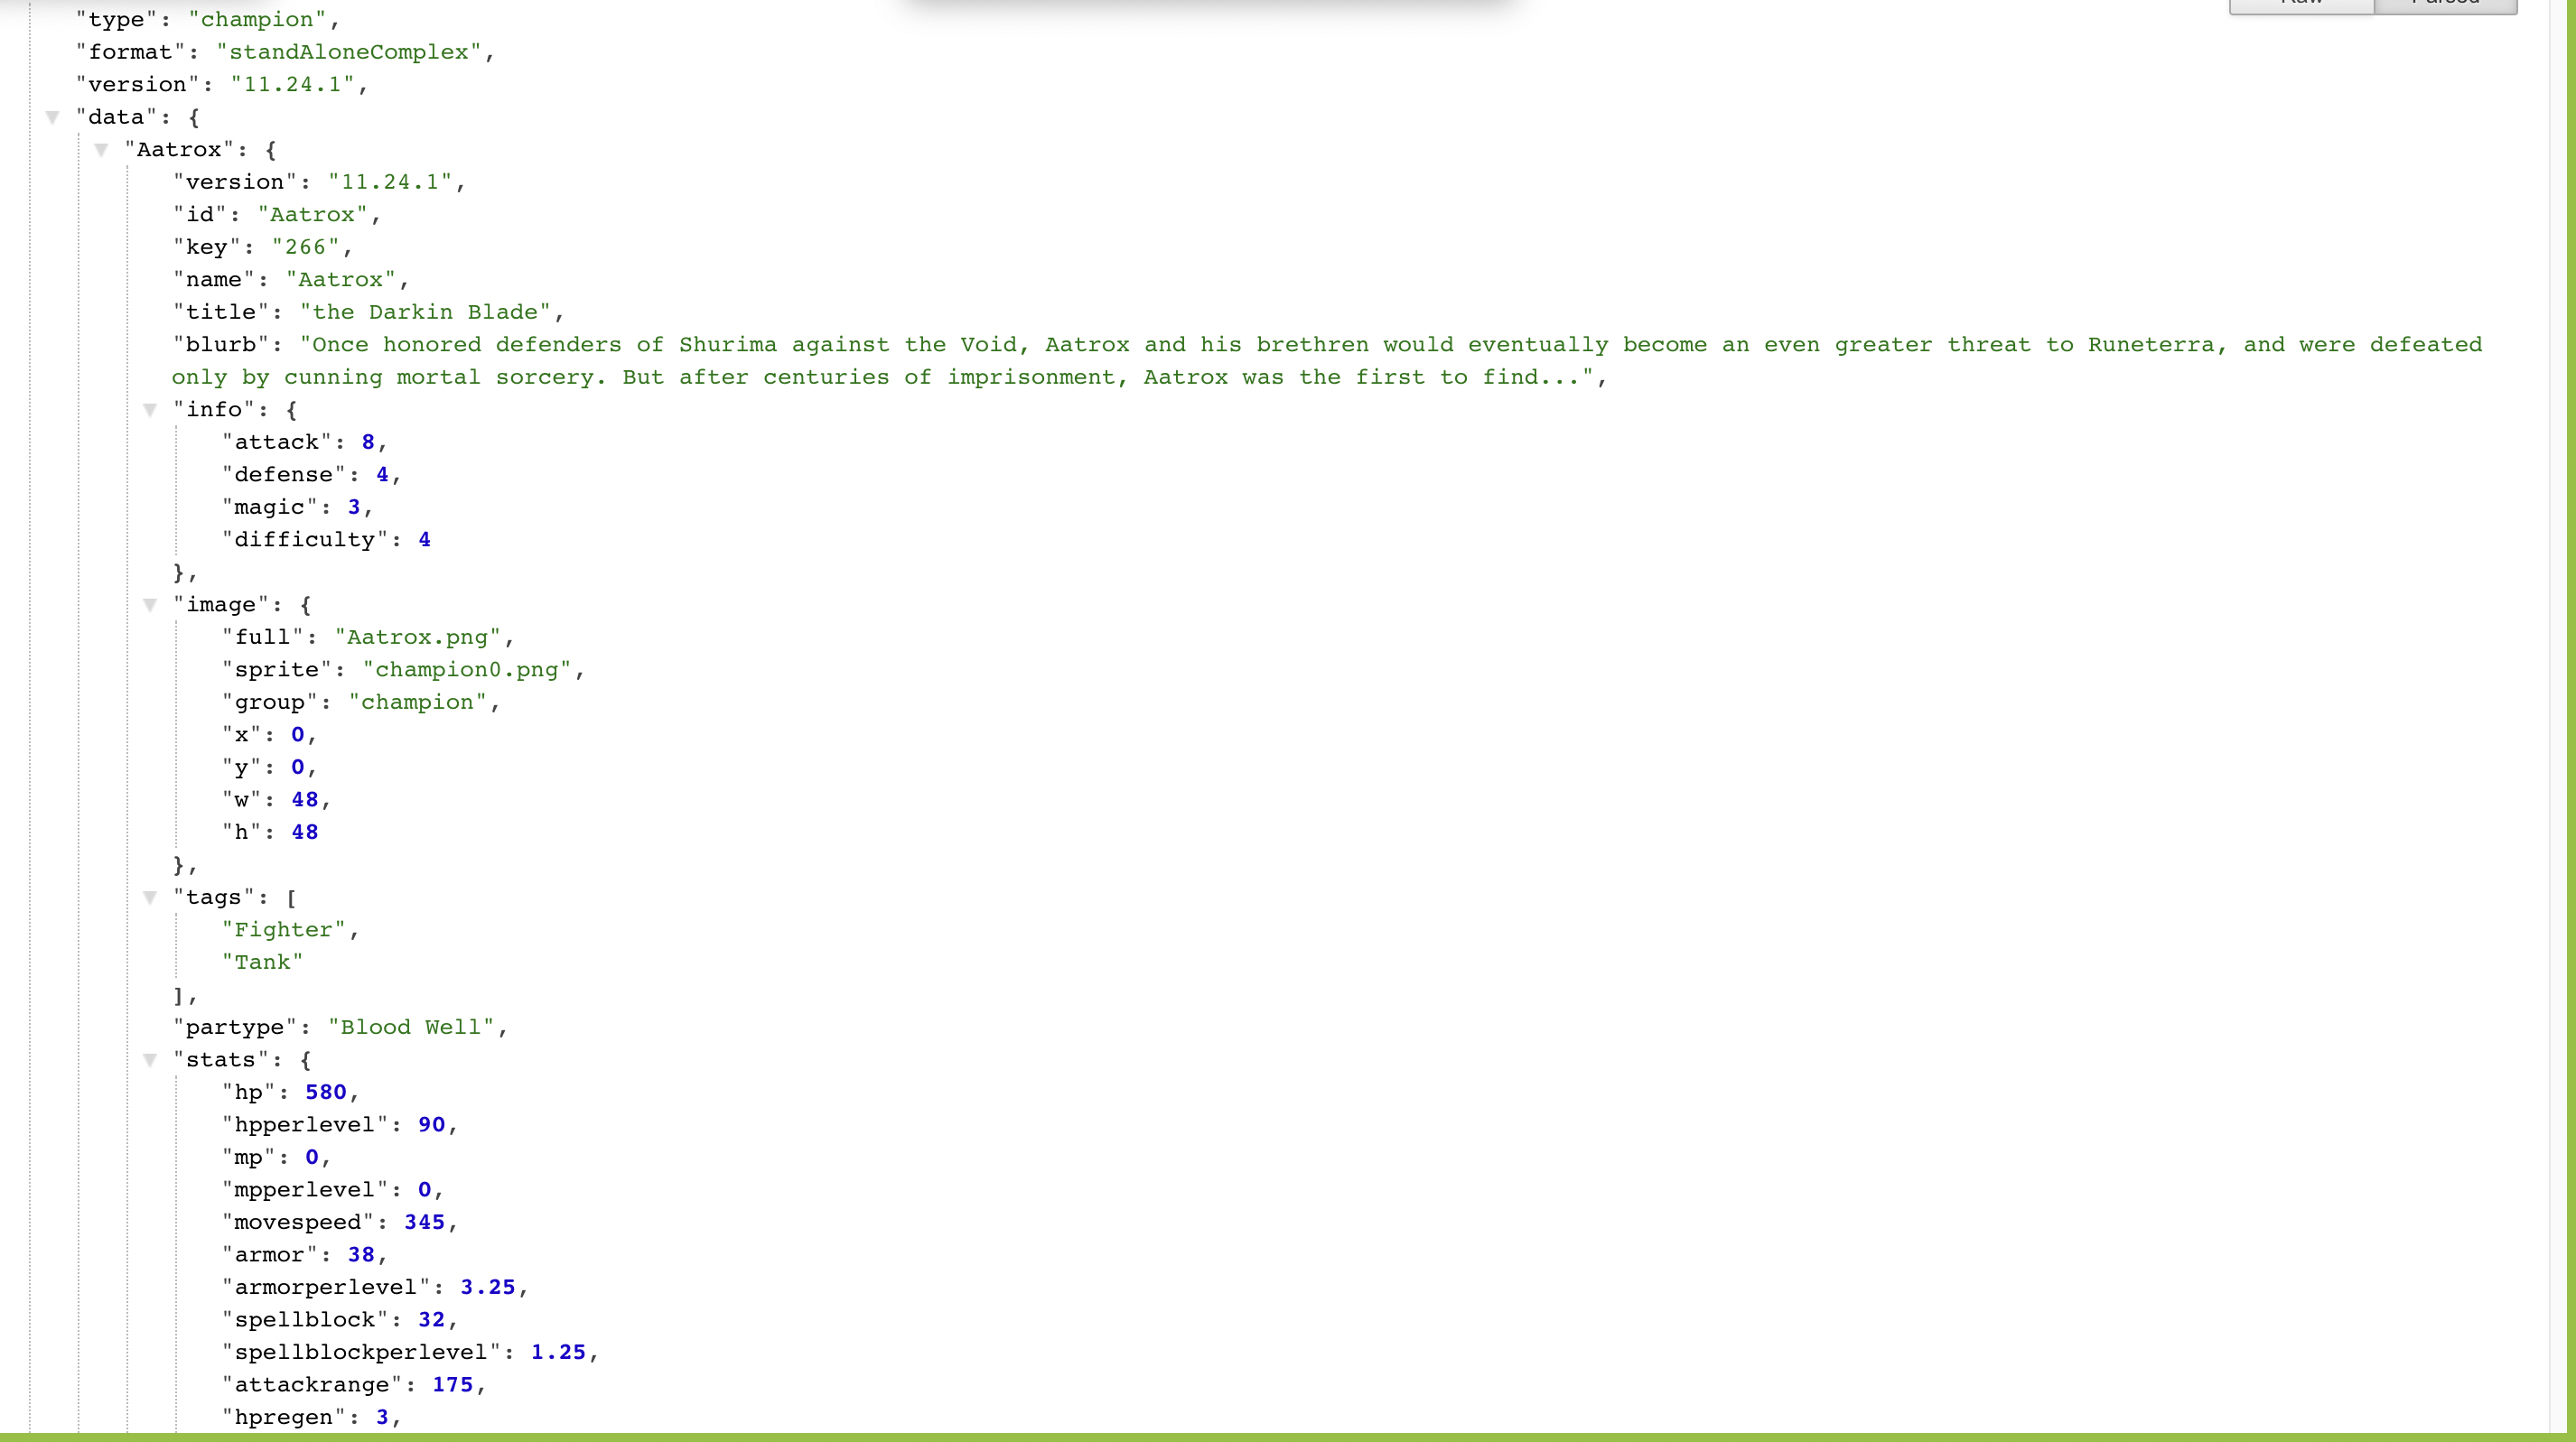 "type": "champion",
"format": "standAloneComplex",
"version": "11.24.1",
"data": {
"Aatrox": {
"version": "11.24.1",
"id": "Aatrox",
"key": "266",
"name": "Aatrox",
"title": "the Darkin Blade",
"blurb": "Once honored defenders of Shurima against the Void, Aatrox and his brethren would eventually become an even greater threat to Runeterra, and were defeated
only by cunning mortal sorcery. But after centuries of imprisonment, Aatrox was the first to find...",
"info": {
"attack": 8,
"defense": 4,
"magic": 3,
"difficulty": 4
},
"image": {
"full": "Aatrox.png",
"sprite": "champion0.png",
"group": "champion",
"x": 0,
"y": 0,
"w": 48,
"h": 48
},
"tags": [
"Fighter",
"Tank"
],
"partype": "Blood Well",
"stats": {
"hp": 580,
"hpperlevel": 90,
"mp": 0,
"mpperlevel": 0,
"movespeed": 345,
"armor": 38,
"armorperlevel": 3.25,
"spellblock": 32,
"spellblockperlevel": 1.25,
"attackrange": 175,
"hpregen": 3,